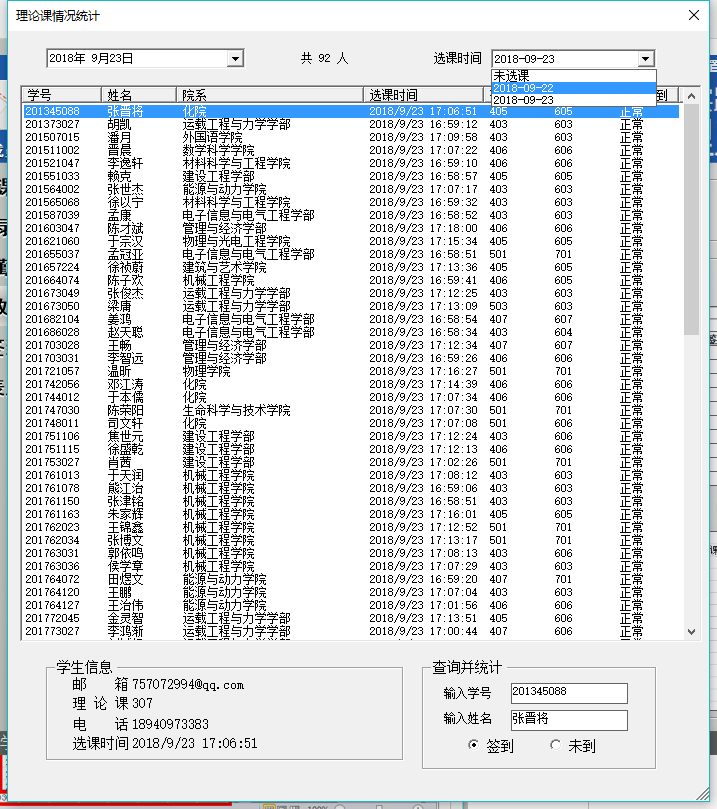 理论课情况统计
2018年 9月23日 共 92 人 选课时间 2018-09-23
未选课
2018-09-22
2018-09-23
学号 姓名 院系 选课时间 到
201345088 张晋将 化院 2018/9/23 17:06:51 405 605 正常
201373027 胡凯 运载工程与力学学部 2018/9/23 16:59:12 403 603 正常
201507015 潘月 外国语学院 2018/9/23 17:09:58 403 603 正常
201511002 晋晨 数学科学学院 2018/9/23 17:07:22 406 606 正常
201521047 李逸轩 材料科学与工程学院 2018/9/23 16:59:10 406 606 正常
201551033 赖克 建设工程学部 2018/9/23 16:58:57 405 605 正常
201564002 张世杰 能源与动力学院 2018/9/23 17:07:17 403 603 正常
201565068 徐以宁 材料科学与工程学院 2018/9/23 16:59:32 403 603 正常
201587039 孟康 电子信息与电气工程学部 2018/9/23 16:58:52 403 603 正常
201603047 陈才斌 管理与经济学部 2018/9/23 17:18:00 406 606 正常
201621060 于宗汉 物理与光电工程学院 2018/9/23 17:15:34 405 605 正常
201655037 孟冠亚 电子信息与电气工程学部 2018/9/23 16:58:51 501 701 正常
201657224 徐祯蔚 建筑与艺术学院 2018/9/23 17:13:36 405 605 正常
201664074 陈子欢 机械工程学院 2018/9/23 16:59:41 406 605 正常
201673049 张俊杰 运载工程与力学学部 2018/9/23 17:12:25 403 603 正常
201673050 梁庸 运载工程与力学学部 2018/9/23 17:13:09 503 603 正常
201682104 姜鸿 电子信息与电气工程学部 2018/9/23 16:58:54 407 607 正常
201686028 赵天聪 电子信息与电气工程学部 2018/9/23 16:58:34 403 604 正常
201703028 王畅 管理与经济学部 2018/9/23 17:12:34 407 607 正常
201703031 李智远 管理与经济学部 2018/9/23 16:59:26 406 606 正常
201721057 温昕 物理学院 2018/9/23 17:16:27 501 701 正常
201742056 邓江涛 化院 2018/9/23 17:14:39 406 606 正常
201744012 于本儒 化院 2018/9/23 17:07:34 406 606 正常
201747030 陈荣阳 生命科学与技术学院 2018/9/23 17:07:30 501 701 正常
201748011 司文轩 化院 2018/9/23 17:07:08 501 606 正常
201751106 焦世元 建设工程学部 2018/9/23 17:12:24 403 606 正常
201751115 徐盛乾 建设工程学部 2018/9/23 17:12:13 406 606 正常
201753027 肖茜 建设工程学部 2018/9/23 17:02:26 501 701 正常
201761013 于天润 机械工程学院 2018/9/23 17:08:12 403 603 正常
201761078 熊江治 机械工程学院 2018/9/23 16:59:06 403 603 正常
201761150 张津铭 机械工程学院 2018/9/23 16:58:51 403 603 正常
201761163 朱家辉 机械工程学院 2018/9/23 17:16:01 405 605 正常
201762023 王锦鑫 机械工程学院 2018/9/23 17:12:52 501 701 正常
201762034 张博文 机械工程学院 2018/9/23 17:13:17 501 701 正常
201763031 郭依鸣 机械工程学院 2018/9/23 17:08:13 403 606 正常
201763036 侯学章 机械工程学院 2018/9/23 17:07:29 403 603 正常
201764072 田煜文 能源与动力学院 2018/9/23 16:59:20 407 701 正常
201764120 王鹏 能源与动力学院 2018/9/23 17:07:04 403 603 正常
201764127 王治伟 能源与动力学院 2018/9/23 17:01:56 406 606 正常
201772045 金灵智 运载工程与力学学部 2018/9/23 17:13:51 405 606 正常
201773027 李鸿渐 运载工程与力学学部 2018/9/23 17:00:44 407 606 正常
学生信息
邮 箱 757072994@qq.com
理 论 课 307
电 话 18940973383
选课时间 2018/9/23 17:06:51
查询并统计
输入学号 201345088
输入姓名 张晋将
签到 未到